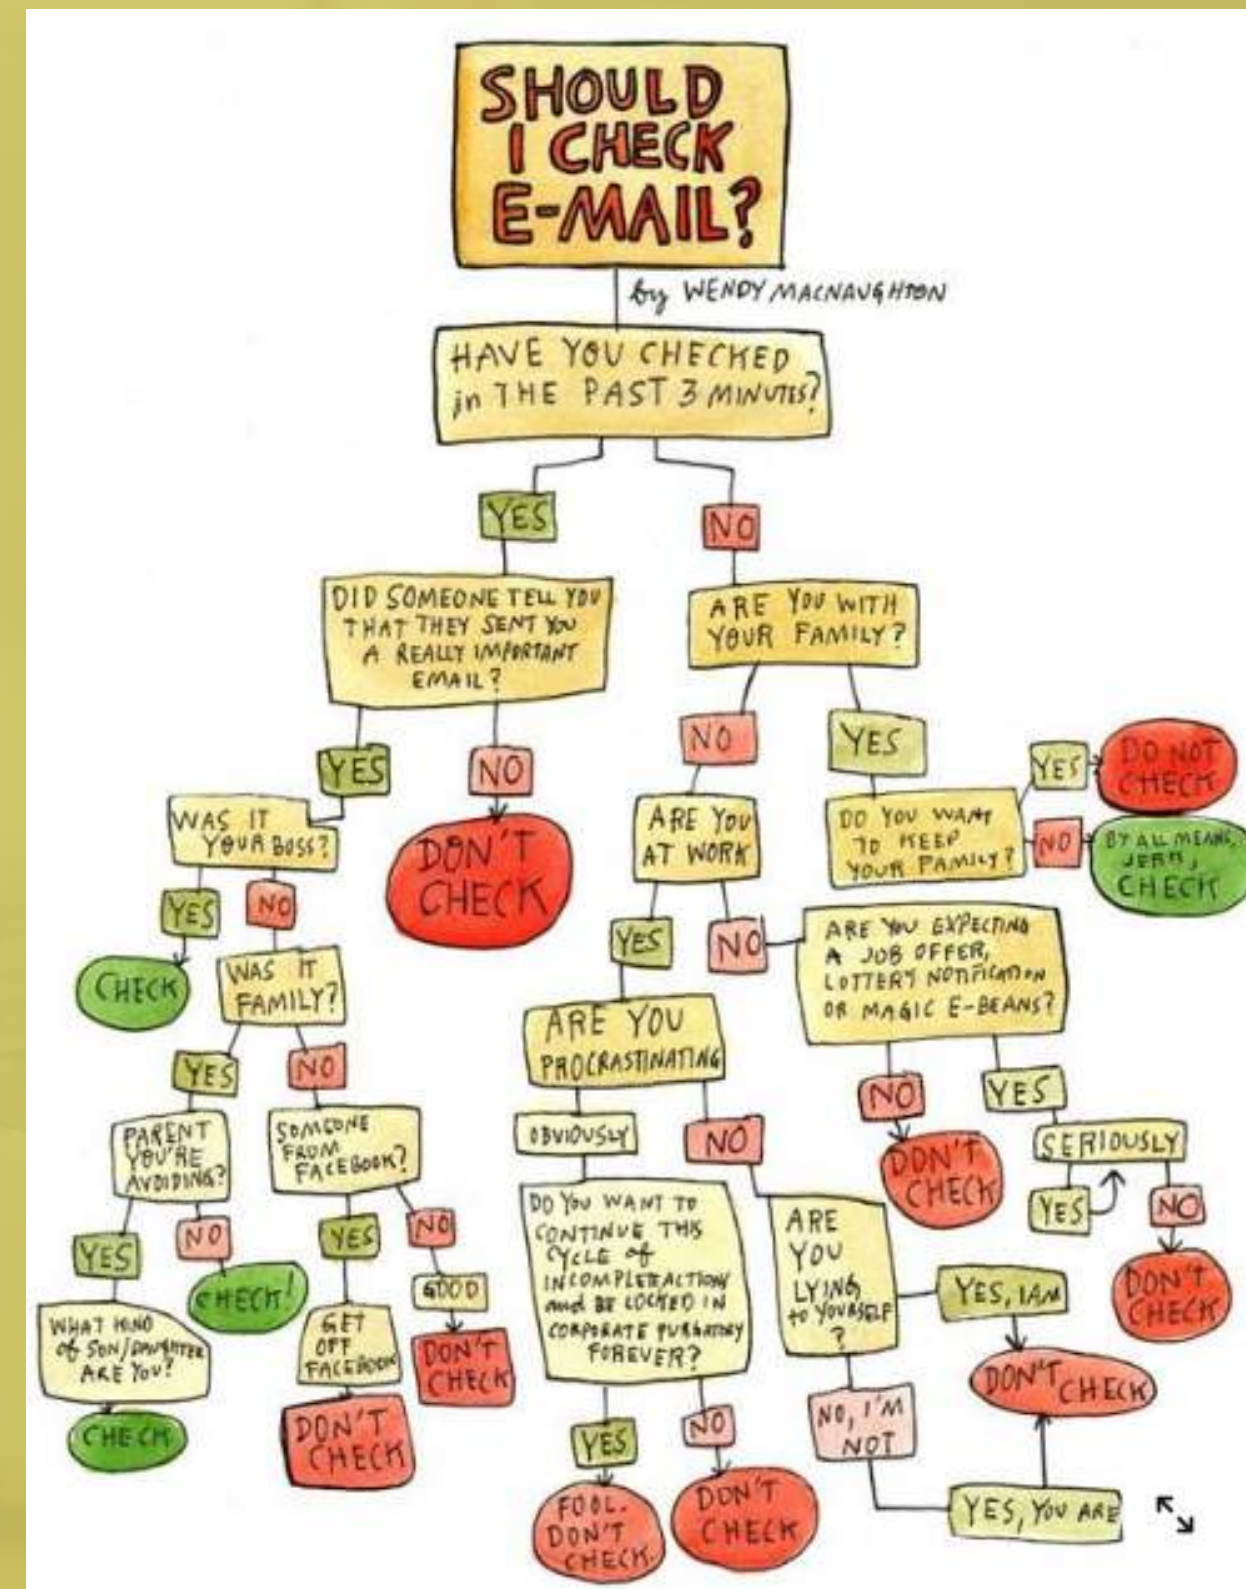 SHOULD
I CHECK
E-MAIL?
by WENDY MACNAUGHTON
HAVE YOU CHECKED
in THE PAST 3 MINUTES?
YES
NO
DID SOMEONE TELL YOU
THAT THEY SENT YOU
A REALLY IMPORTANT
EMAIL?
ARE YOU WITH
YOUR FAMILY?
YES
NO
NO
YES
WAS IT
YOUR BOSS?
DON'T
CHECK
ARE YOU
AT WORK
DO YOU WANT
TO KEEP
YOUR FAMILY?
YES
DO NOT
CHECK
NO
BY ALL MEANS,
JERK,
CHECK
YES
NO
CHECK
WAS IT
FAMILY?
YES
NO
ARE YOU EXPECTING
A JOB OFFER,
LOTTERY NOTIFICATION
OR MAGIC E-BEANS?
ARE YOU
PROCRASTINATING
YES
NO
NO
YES
PARENT
YOU'RE
AVOIDING?
SOMEONE
FROM
FACEBOOK?
OBVIOUSLY
NO
DON'T
CHECK
SERIOUSLY
YES
NO
YES
NO
YES
NO
CHECK!
GOOD
DON'T
CHECK
WHAT KIND
of SON/DAUGHTER
ARE YOU?
CHECK
GET
OFF
FACEBOOK
DON'T
CHECK
DO YOU WANT TO
CONTINUE THIS
CYCLE of
INCOMPLETE ACTION
and BE LOCKED IN
CORPORATE PURGATORY
FOREVER?
ARE
YOU
LYING
to YOURSELF
?
YES, I AM
DON'T
CHECK
DON'T CHECK
YES
NO
NO, I'M
NOT
FOOL.
DON'T
CHECK.
DON'T
CHECK
YES, YOU ARE